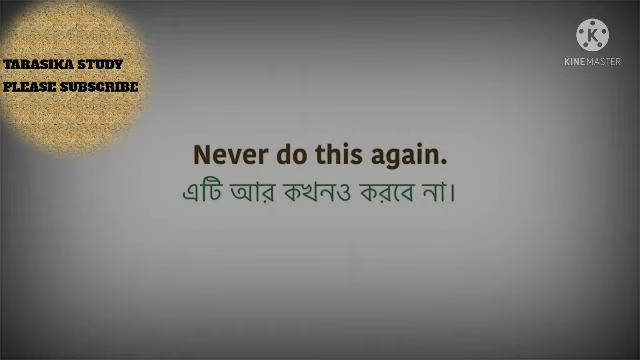 TARASIKA STUDY
PLEASE SUBSCRIBE
K
KINEMASTER
Never do this again.
এটি আর কখনও করবে না।